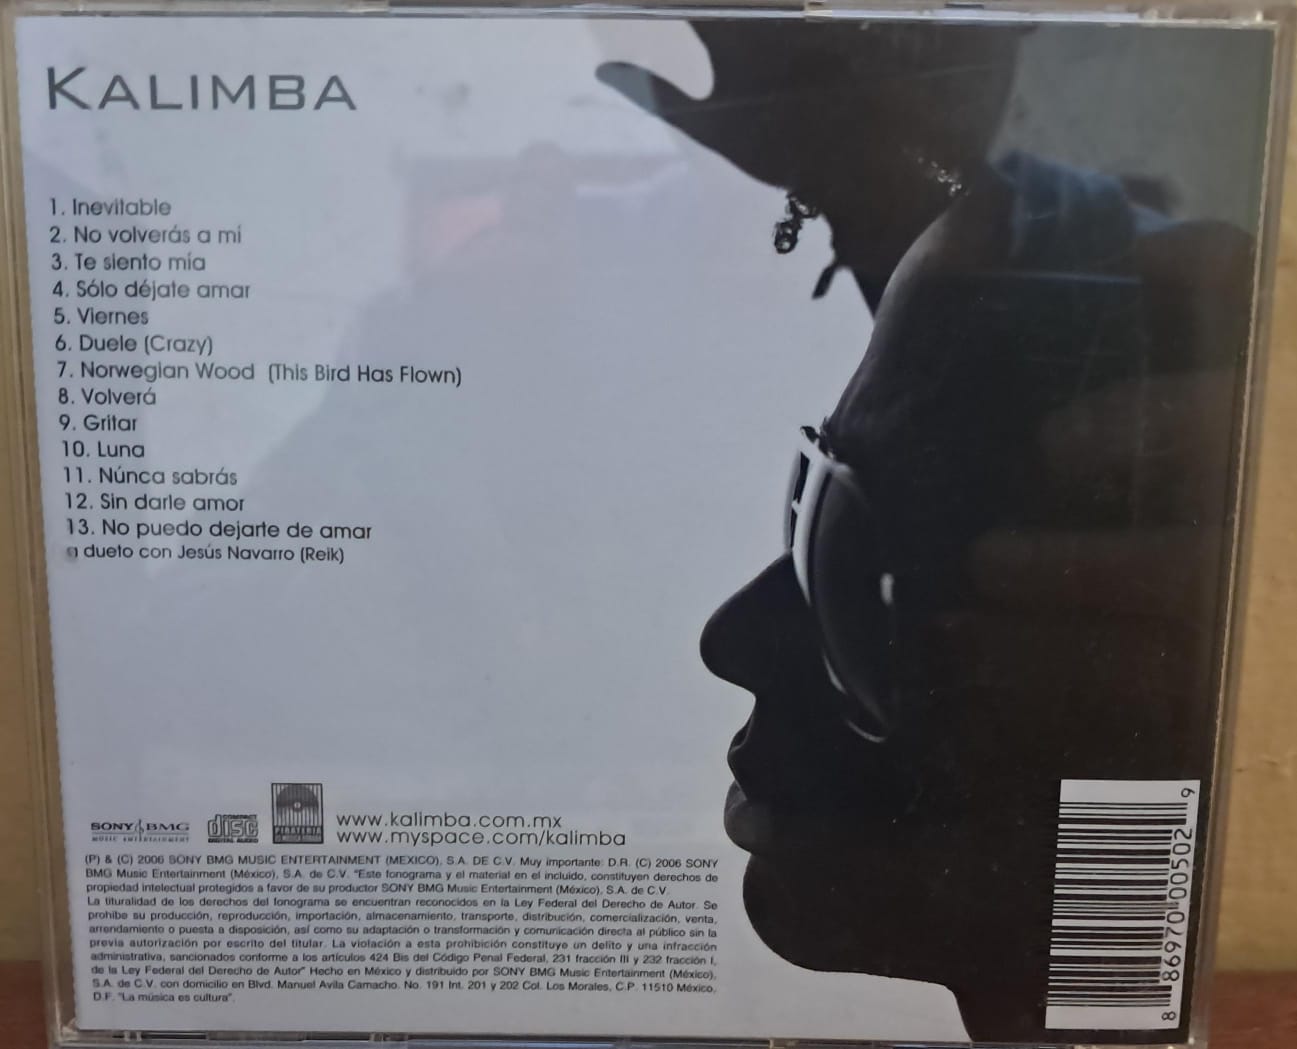 KALIMBA
1. Inevitable
2. No volverás a mí
3. Te siento mía
4. Sólo déjate amar
5. Viernes
6. Duele (Crazy)
7. Norwegian Wood (This Bird Has Flown)
8. Volverá
9. Gritar
10. Luna
11. Núnca sabrás
12. Sin darle amor
13. No puedo dejarte de amar
a dueto con Jesús Navarro (Reik)
SONY BMG
MUSIC ENTERTAINMENT
COMPACT
disc
DIGITAL AUDIO
PIRATERIA
www.kalimba.com.mx
www.myspace.com/kalimba
(P) & (C) 2006 SONY BMG MUSIC ENTERTAINMENT (MEXICO), S.A. DE C.V. Muy importante: D.R. (C) 2006 SONY
BMG Music Entertainment (México), S.A. de C.V. "Este fonograma y el material en el incluido, constituyen derechos de
propiedad intelectual protegidos a favor de su productor SONY BMG Music Entertainment (México), S.A. de C.V.
La titularidad de los derechos del fonograma se encuentran reconocidos en la Ley Federal del Derecho de Autor. Se
prohibe su producción, reproducción, importación, almacenamiento, transporte, distribución, comercialización, venta,
arrendamiento o puesta a disposición, así como su adaptación o transformación y comunicación directa al público sin la
previa autorización por escrito del titular. La violación a esta prohibición constituye un delito y una infracción
administrativa, sancionados conforme a los artículos 424 Bis del Código Penal Federal, 231 fracción III y 232 fracción I,
de la Ley Federal del Derecho de Autor" Hecho en México y distribuido por SONY BMG Music Entertainment (México),
S.A. de C.V. con domicilio en Blvd. Manuel Avila Camacho. No. 191 Int. 201 y 202 Col. Los Morales, C.P. 11510 México,
D.F. "La música es cultura".
8 86970 00502 9